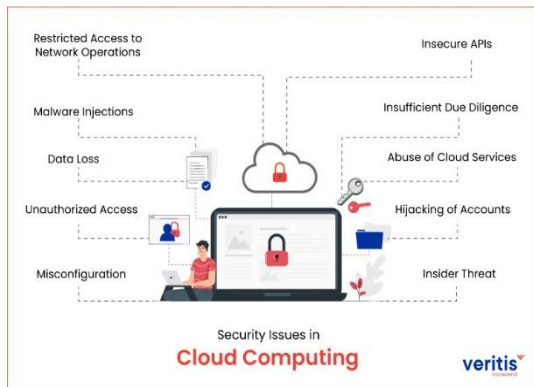 Restricted Access to
Network Operations
Insecure APIs
Malware Injections
Insufficient Due Diligence
Data Loss
Abuse of Cloud Services
Unauthorized Access
Hijacking of Accounts
Misconfiguration
Insider Threat
Security Issues in
Cloud Computing
veritis